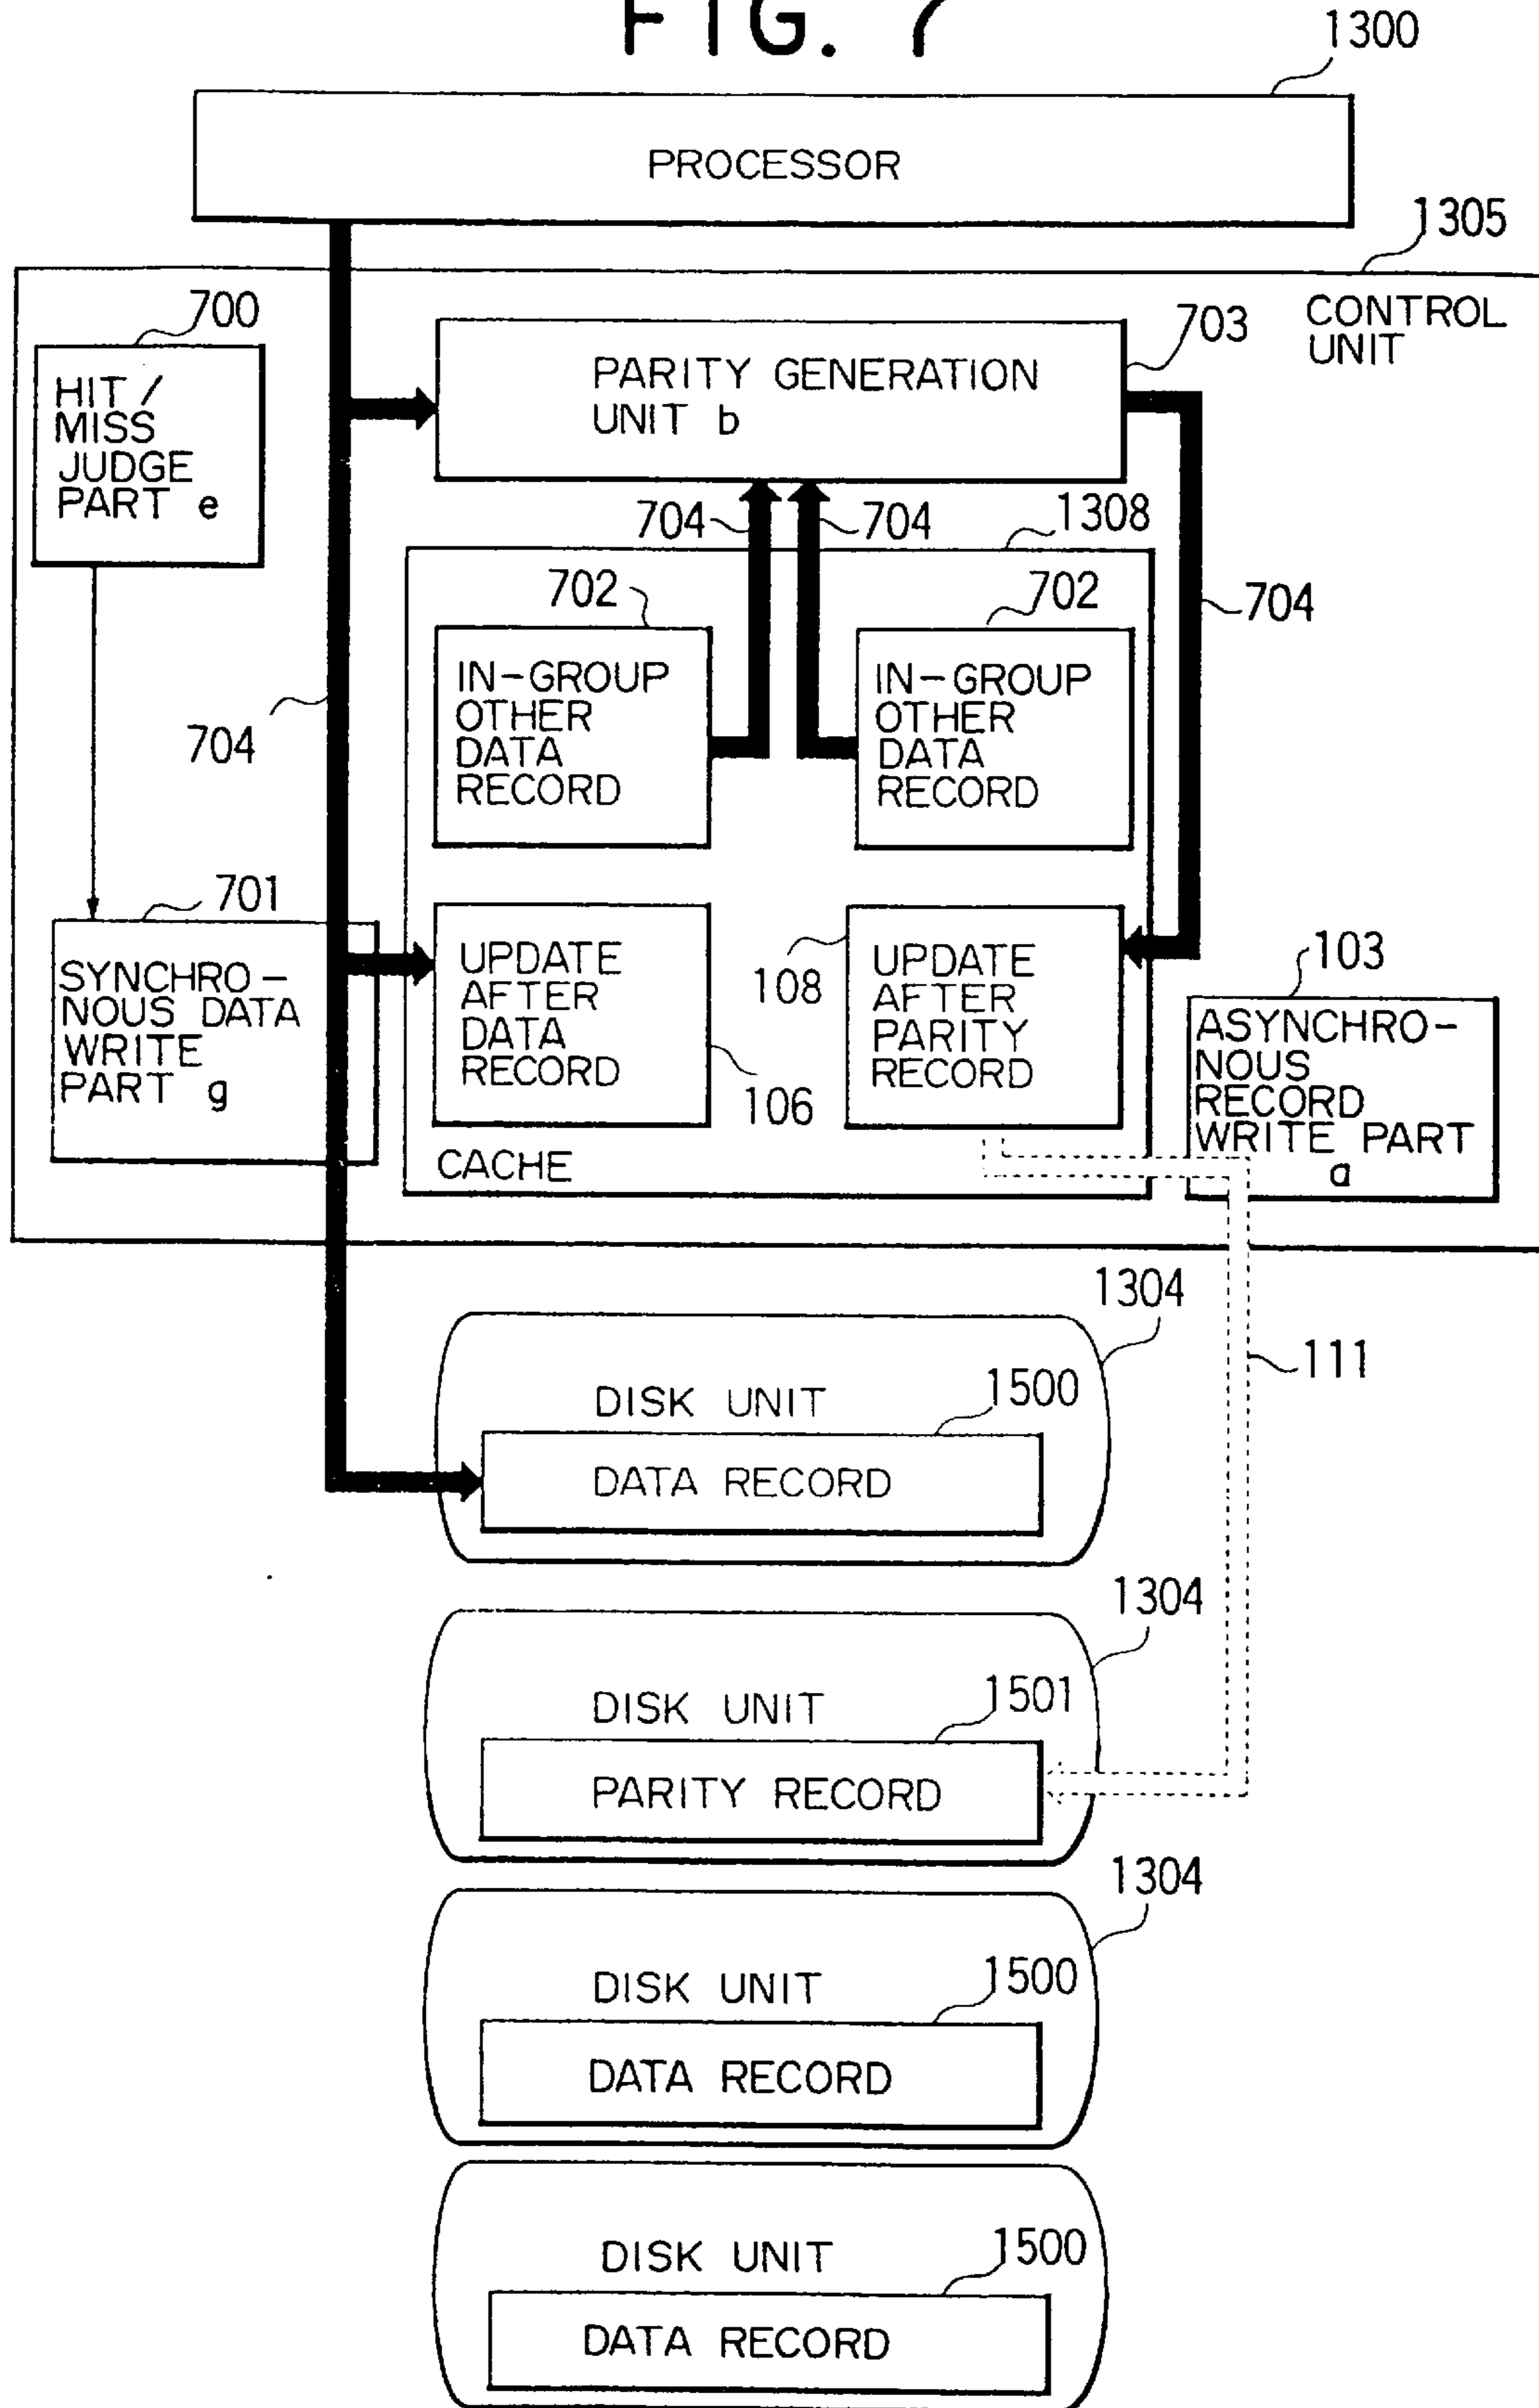 FIG. 7
1300
PROCESSOR
1305
CONTROL
UNIT
700
HIT /
MISS
JUDGE
PART e
703
PARITY GENERATION
UNIT b
704
704
1308
702
702
704
IN-GROUP
OTHER
DATA
RECORD
IN-GROUP
OTHER
DATA
RECORD
704
701
SYNCHRO-
NOUS DATA
WRITE
PART g
UPDATE
AFTER
DATA
RECORD
106
108
UPDATE
AFTER
PARITY
RECORD
103
ASYNCHRO-
NOUS
RECORD
WRITE PART
a
CACHE
1304
111
DISK UNIT
1500
DATA RECORD
1304
DISK UNIT
1501
PARITY RECORD
1304
DISK UNIT
1500
DATA RECORD
DISK UNIT
1500
DATA RECORD